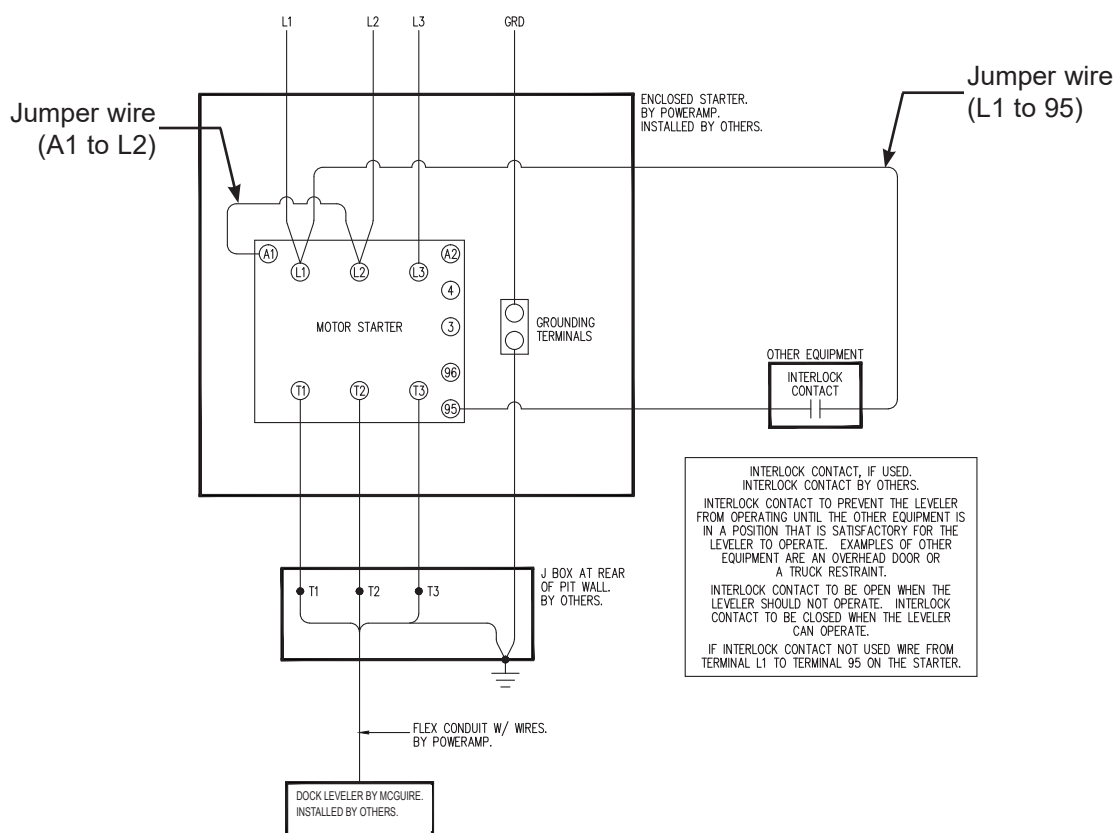 L1
L2
L3
GRD
Jumper wire
(A1 to L2)
Jumper wire
(L1 to 95)
ENCLOSED STARTER.
BY POWERAMP.
INSTALLED BY OTHERS.
A1
L1
L2
L3
A2
4
3
96
95
MOTOR STARTER
T1
T2
T3
GROUNDING
TERMINALS
OTHER EQUIPMENT
INTERLOCK
CONTACT
INTERLOCK CONTACT, IF USED.
INTERLOCK CONTACT BY OTHERS.
INTERLOCK CONTACT TO PREVENT THE LEVELER
FROM OPERATING UNTIL THE OTHER EQUIPMENT IS
IN A POSITION THAT IS SATISFACTORY FOR THE
LEVELER TO OPERATE. EXAMPLES OF OTHER
EQUIPMENT ARE AN OVERHEAD DOOR OR
A TRUCK RESTRAINT.
INTERLOCK CONTACT TO BE OPEN WHEN THE
LEVELER SHOULD NOT OPERATE. INTERLOCK
CONTACT TO BE CLOSED WHEN THE LEVELER
CAN OPERATE.
IF INTERLOCK CONTACT NOT USED WIRE FROM
TERMINAL L1 TO TERMINAL 95 ON THE STARTER.
T1
T2
T3
J BOX AT REAR
OF PIT WALL.
BY OTHERS.
FLEX CONDUIT W/ WIRES.
BY POWERAMP.
DOCK LEVELER BY MCGUIRE.
INSTALLED BY OTHERS.